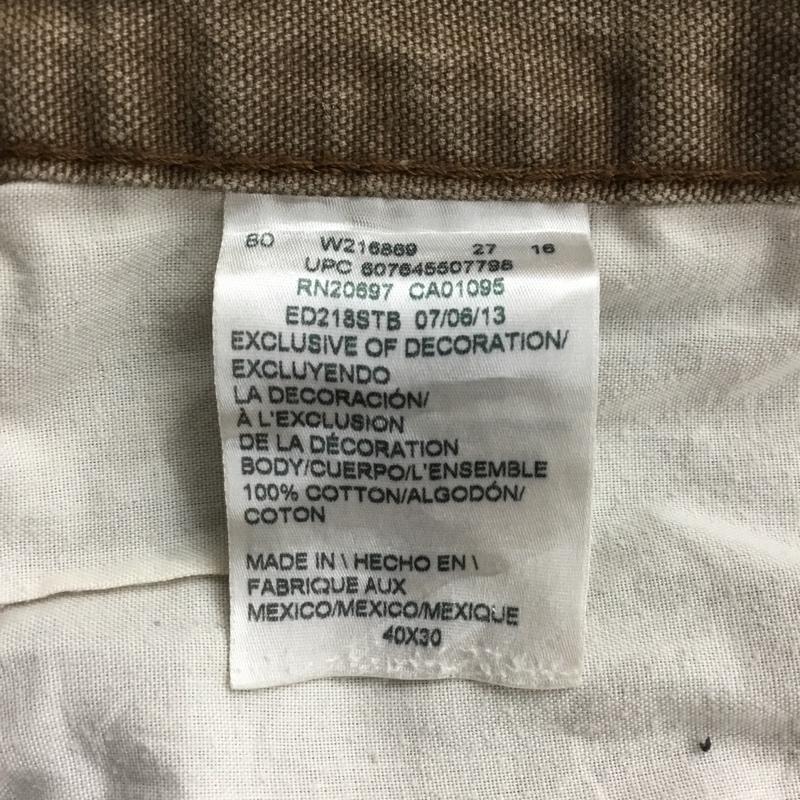 80 W216869 27 16
UPC 607645507798
RN20697 CA01095
ED218STB 07/06/13
EXCLUSIVE OF DECORATION/
EXCLUYENDO
LA DECORACIÓN/
À L'EXCLUSION
DE LA DÉCORATION
BODY/CUERPO/L'ENSEMBLE
100% COTTON/ALGODÓN/
COTON
MADE IN \ HECHO EN \
FABRIQUE AUX
MEXICO/MEXICO/MEXIQUE
40X30